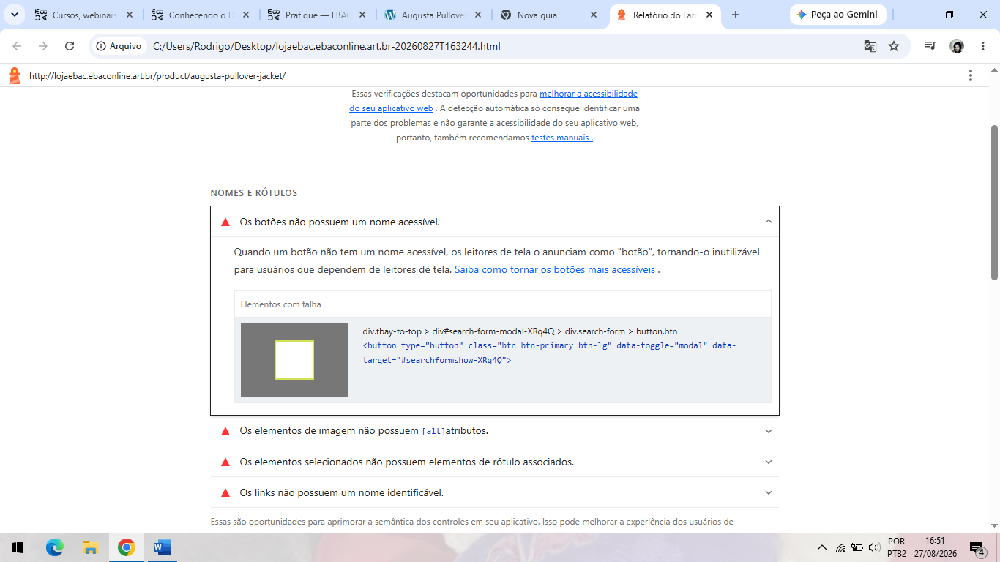 Cursos, webinars
Conhecendo o D
Pratique — EBAC
Augusta Pullover
Nova guia
Relatório do Faro
Peça ao Gemini
Arquivo
C:/Users/Rodrigo/Desktop/lojaebac.ebaconline.art.br-20260827T163244.html
http://lojaebac.ebaconline.art.br/product/augusta-pullover-jacket/
Essas verificações destacam oportunidades para melhorar a acessibilidade
do seu aplicativo web . A detecção automática só consegue identificar uma
parte dos problemas e não garante a acessibilidade do seu aplicativo web,
portanto, também recomendamos testes manuais .
NOMES E RÓTULOS
Os botões não possuem um nome acessível.
Quando um botão não tem um nome acessível, os leitores de tela o anunciam como "botão", tornando-o inutilizável
para usuários que dependem de leitores de tela. Saiba como tornar os botões mais acessíveis .
Elementos com falha
div.tbay-to-top > div#search-form-modal-XRq4Q > div.search-form > button.btn
<button type="button" class="btn btn-primary btn-lg" data-toggle="modal" data-
target="#searchformshow-XRq4Q">
Os elementos de imagem não possuem [alt]atributos.
Os elementos selecionados não possuem elementos de rótulo associados.
Os links não possuem um nome identificável.
Essas são oportunidades para aprimorar a semântica dos controles em seu aplicativo. Isso pode melhorar a experiência dos usuários de
POR
PTB2
16:51
27/08/2026
4